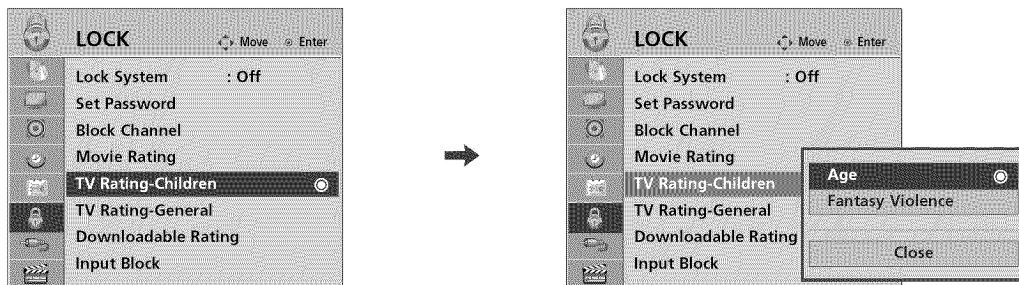 LOCK
Move Enter
Lock System : Off
Set Password
Block Channel
Movie Rating
TV Rating-Children
TV Rating-General
Downloadable Rating
Input Block
LOCK
Move Enter
Lock System : Off
Set Password
Block Channel
Movie Rating
TV Rating-Children
TV Rating-General
Downloadable Rating
Input Block
Age
Fantasy Violence
Close